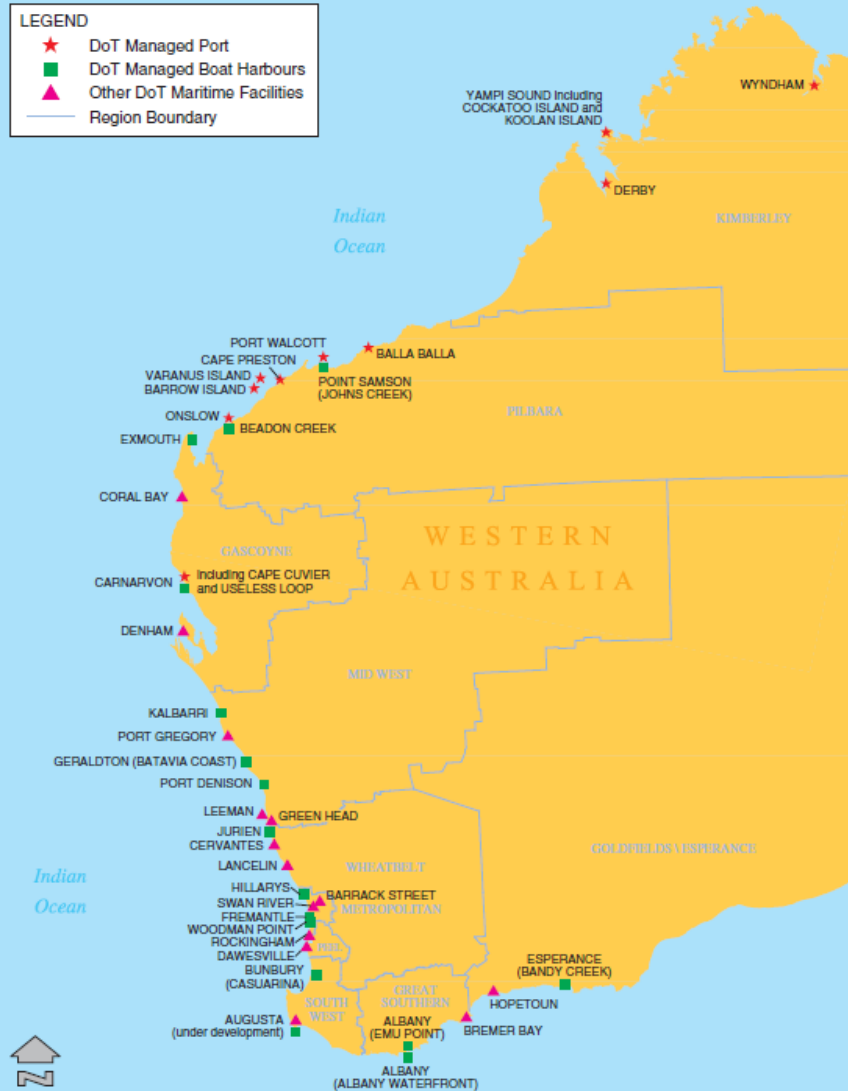 LEGEND
DoT Managed Port
DoT Managed Boat Harbours
Other DoT Maritime Facilities
Region Boundary
WYNDHAM
YAMPI SOUND Including
COCKATOO ISLAND and
KOOLAN ISLAND
DERBY
Indian
Ocean
KIMBERLEY
PORT WALCOTT
BALLA BALLA
CAPE PRESTON
VARANUS ISLAND
BARROW ISLAND
POINT SAMSON
(JOHNS CREEK)
PILBARA
ONSLOW
BEADON CREEK
EXMOUTH
CORAL BAY
WESTERN
AUSTRALIA
GASCOYNE
CARNARVON
Including CAPE CUVIER
and USELESS LOOP
DENHAM
MID WEST
KALBARRI
PORT GREGORY
GERALDTON (BATAVIA COAST)
PORT DENISON
LEEMAN
GREEN HEAD
JURIEN
CERVANTES
GOLDFIELDS \ ESPERANCE
LANCELIN
WHEATBELT
Indian
Ocean
HILLARYS
BARRACK STREET
SWAN RIVER
METROPOLITAN
FREMANTLE
WOODMAN POINT
ROCKINGHAM
PEEL
DAWESVILLE
BUNBURY
(CASUARINA)
ESPERANCE
(BANDY CREEK)
GREAT
SOUTHERN
SOUTH
WEST
HOPETOUN
AUGUSTA
(under development)
ALBANY
(EMU POINT)
BREMER BAY
ALBANY
(ALBANY WATERFRONT)
N